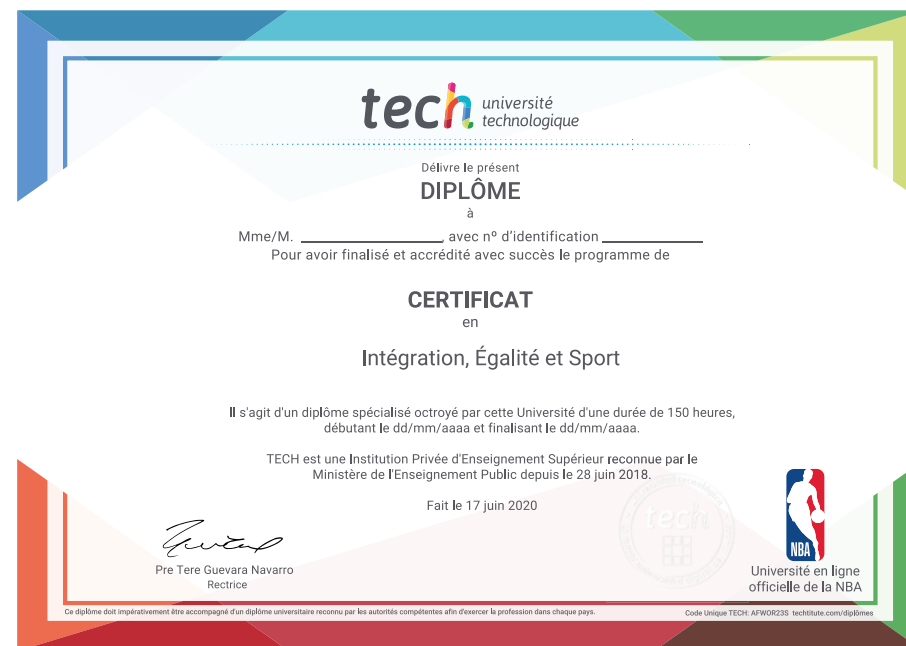 tech université
technologique
Délivre le présent
DIPLÔME
à
Mme/M. ____________________, avec nº d'identification ______________
Pour avoir finalisé et accrédité avec succès le programme de
CERTIFICAT
en
Intégration, Égalité et Sport
Il s'agit d'un diplôme spécialisé octroyé par cette Université d'une durée de 150 heures,
débutant le dd/mm/aaaa et finalisant le dd/mm/aaaa.
TECH est une Institution Privée d'Enseignement Supérieur reconnue par le
Ministère de l'Enseignement Public depuis le 28 juin 2018.
Fait le 17 juin 2020
tech
Pre Tere Guevara Navarro
Rectrice
NBA
Université en ligne
officielle de la NBA
Ce diplôme doit impérativement être accompagné d'un diplôme universitaire reconnu par les autorités compétentes afin d'exercer la profession dans chaque pays.
Code Unique TECH: AFWOR23S techtitute.com/diplômes